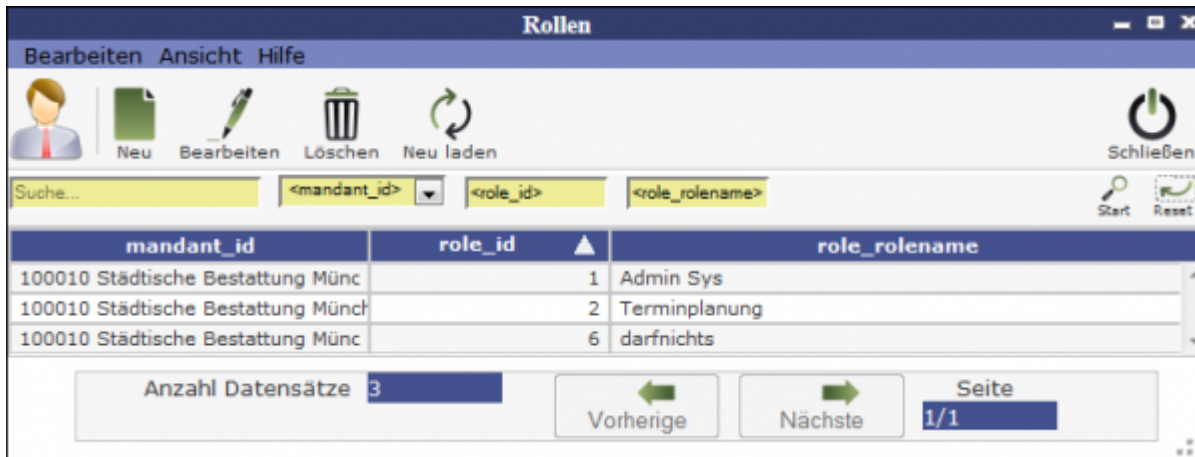 Rollen
Bearbeiten Ansicht Hilfe
Neu Bearbeiten Löschen Neu laden Schließen
Suche... <mandant_id> <role_id> <role_rolename> Start Reset
mandant_id role_id role_rolename
100010 Städtische Bestattung Münc 1 Admin Sys
100010 Städtische Bestattung Münch 2 Terminplanung
100010 Städtische Bestattung Münc 6 darfnichts
Anzahl Datensätze 3 Vorherige Nächste Seite
1/1